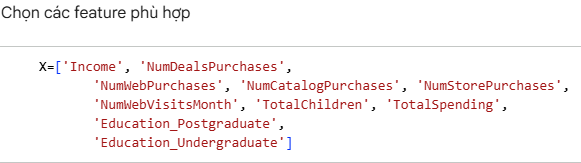 Chọn các feature phù hợp
X=['Income', 'NumDealsPurchases',
'NumWebPurchases', 'NumCatalogPurchases', 'NumStorePurchases',
'NumWebVisitsMonth', 'TotalChildren', 'TotalSpending',
'Education_Postgraduate',
'Education_Undergraduate']